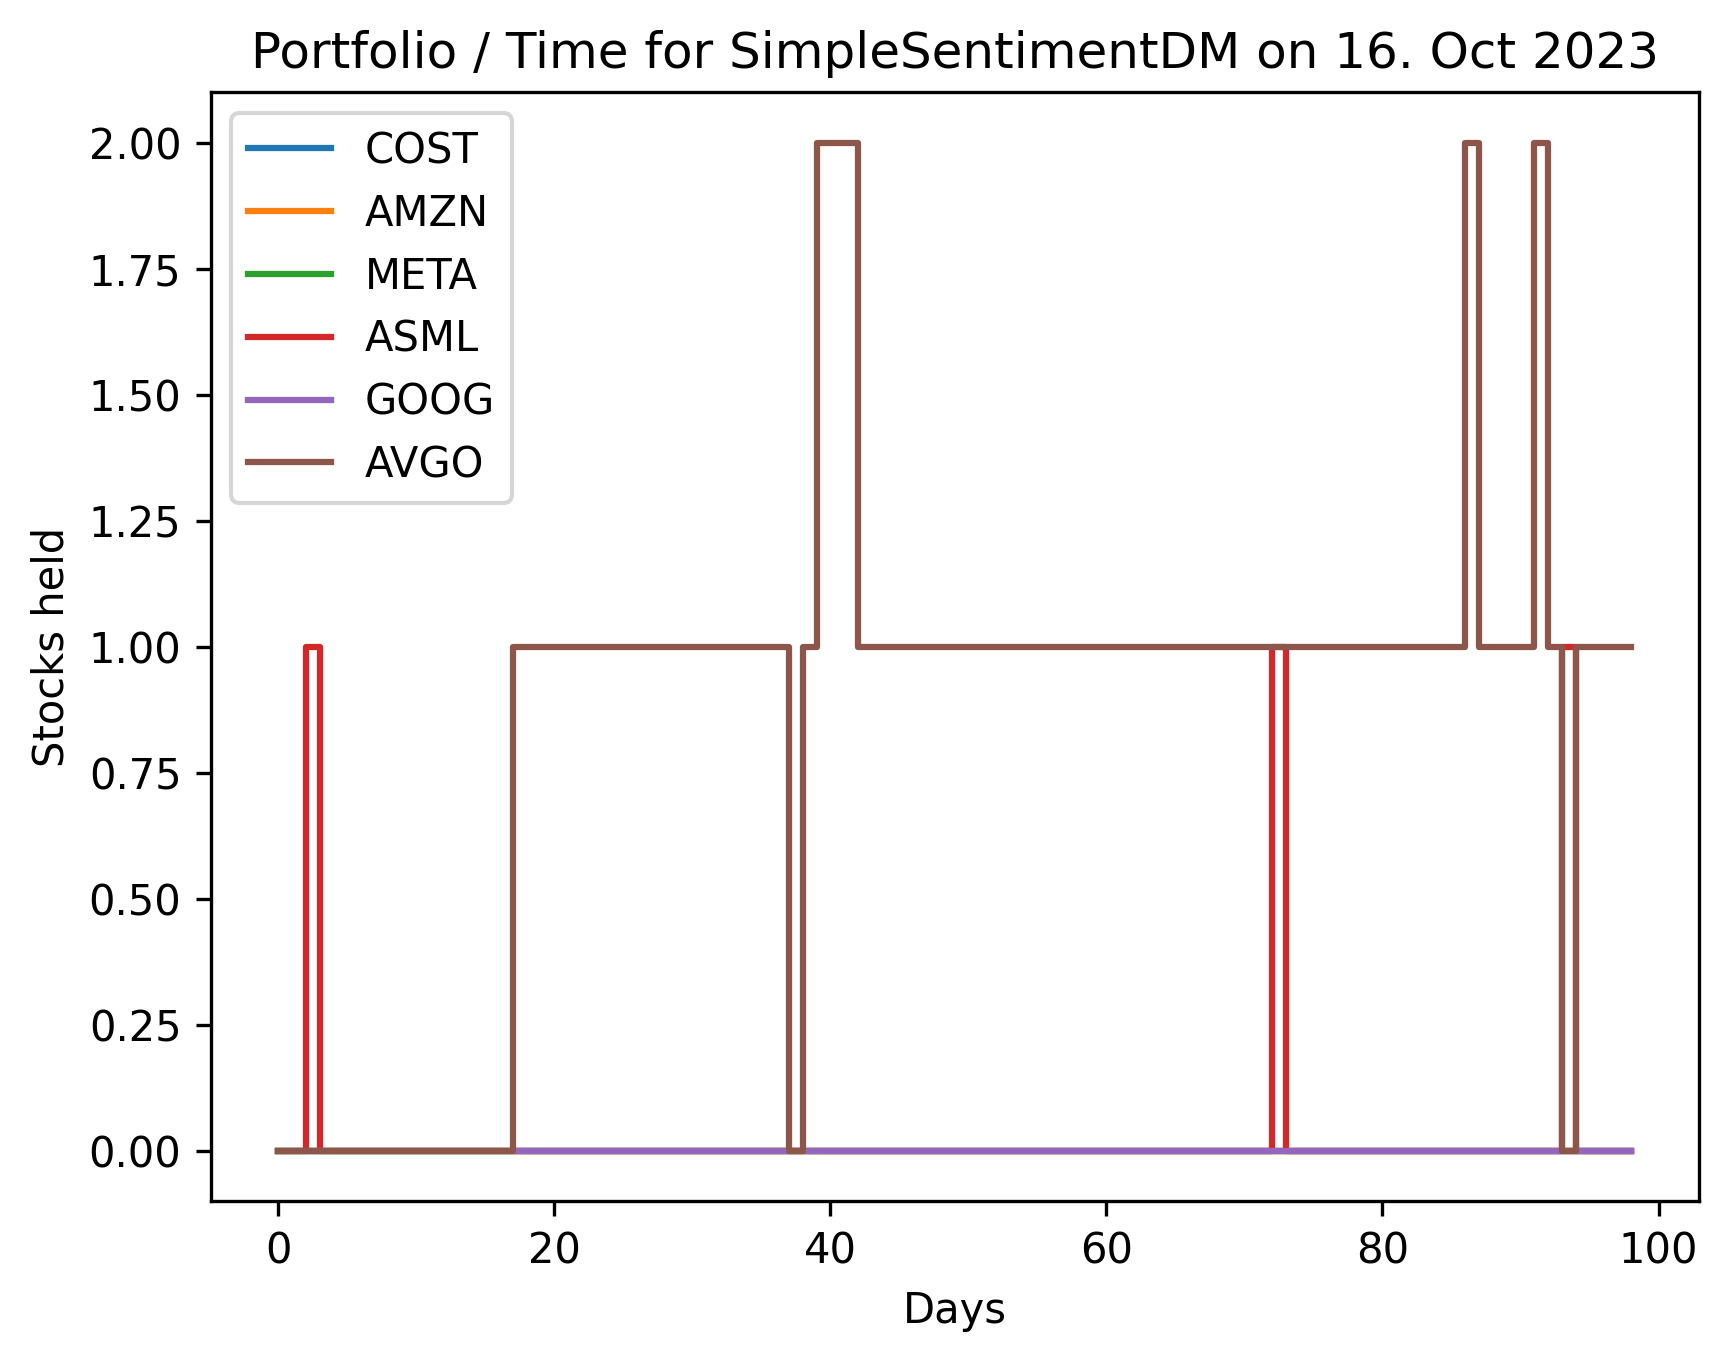 Portfolio / Time for SimpleSentimentDM on 16. Oct 2023
COST
AMZN
META
ASML
GOOG
AVGO
Stocks held
2.00
1.75
1.50
1.25
1.00
0.75
0.50
0.25
0.00
0 20 40 60 80 100
Days